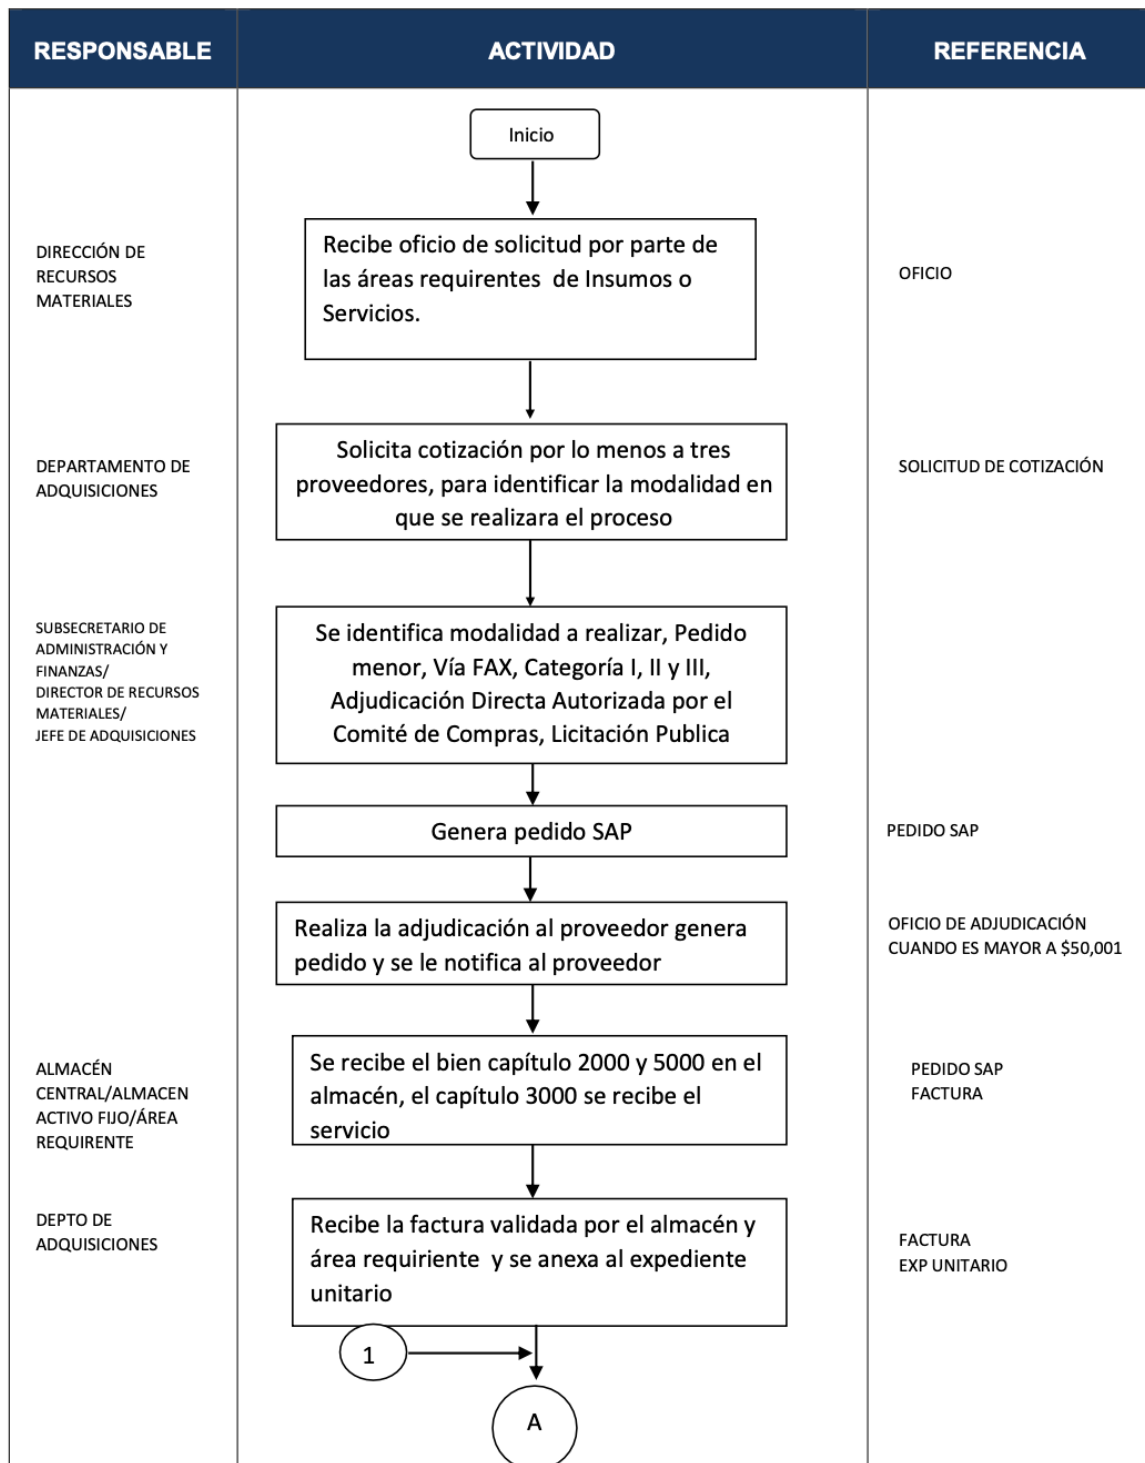 RESPONSABLE
ACTIVIDAD
REFERENCIA
Inicio
DIRECCIÓN DE
RECURSOS
MATERIALES
Recibe oficio de solicitud por parte de
las áreas requirentes de Insumos o
Servicios.
OFICIO
DEPARTAMENTO DE
ADQUISICIONES
Solicita cotización por lo menos a tres
proveedores, para identificar la modalidad en
que se realizara el proceso
SOLICITUD DE COTIZACIÓN
SUBSECRETARIO DE
ADMINISTRACIÓN Y
FINANZAS/
DIRECTOR DE RECURSOS
MATERIALES/
JEFE DE ADQUISICIONES
Se identifica modalidad a realizar, Pedido
menor, Vía FAX, Categoría I, II y III,
Adjudicación Directa Autorizada por el
Comité de Compras, Licitación Publica
Genera pedido SAP
PEDIDO SAP
Realiza la adjudicación al proveedor genera
pedido y se le notifica al proveedor
OFICIO DE ADJUDICACIÓN
CUANDO ES MAYOR A $50,001
ALMACÉN
CENTRAL/ALMACEN
ACTIVO FIJO/ÁREA
REQUIRENTE
Se recibe el bien capítulo 2000 y 5000 en el
almacén, el capítulo 3000 se recibe el
servicio
PEDIDO SAP
FACTURA
DEPTO DE
ADQUISICIONES
Recibe la factura validada por el almacén y
área requiriente y se anexa al expediente
unitario
FACTURA
EXP UNITARIO
1
A